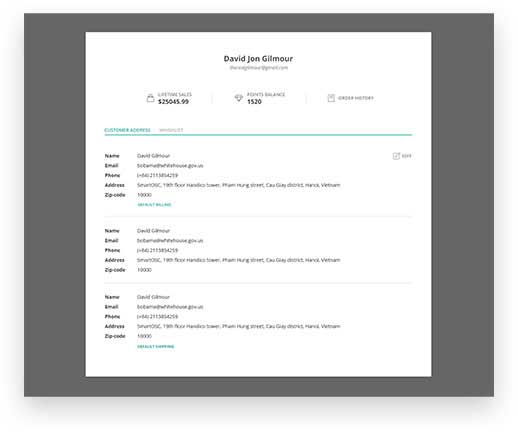 David Jon Gilmour
LIFETIME SALES
$25045.99
POINTS BALANCE
1520
ORDER HISTORY
CUSTOMER ADDRESS WHISHLIST
Name David Gilmour
EDIT
Email bobama@whitehouse.gov.us
Phone (+84) 2113854259
Address SmartOSC, 19th floor Handico tower, Pham Hung street, Cau Giay district, Hanoi, Vietnam
Zip-code 10000
DEFAULT BILLING
Name David Gilmour
Email bobama@whitehouse.gov.us
Phone (+84) 2113854259
Address SmartOSC, 19th floor Handico tower, Pham Hung street, Cau Giay district, Hanoi, Vietnam
Zip-code 10000
Name David Gilmour
Email bobama@whitehouse.gov.us
Phone (+84) 2113854259
Address SmartOSC, 19th floor Handico tower, Pham Hung street, Cau Giay district, Hanoi, Vietnam
Zip-code 10000
DEFAULT SHIPPING